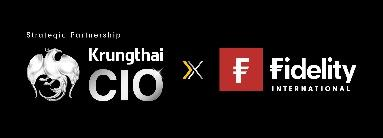 Strategic Partnership
Krungthai
CIO
Fidelity
INTERNATIONAL